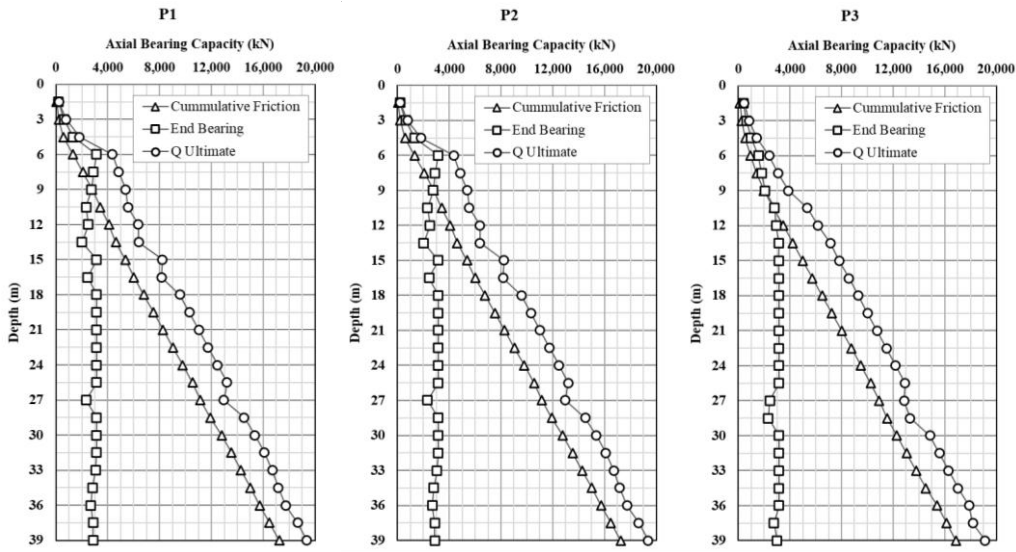 P1
Axial Bearing Capacity (kN)
0 4,000 8,000 12,000 16,000 20,000
0
3
6
9
12
15
18
21
24
27
30
33
36
39
Depth (m)
Cummulative Friction
End Bearing
Q Ultimate
P2
Axial Bearing Capacity (kN)
0 4,000 8,000 12,000 16,000 20,000
0
3
6
9
12
15
18
21
24
27
30
33
36
39
Depth (m)
Cummulative Friction
End Bearing
Q Ultimate
P3
Axial Bearing Capacity (kN)
0 4,000 8,000 12,000 16,000 20,000
0
3
6
9
12
15
18
21
24
27
30
33
36
39
Depth (m)
Cummulative Friction
End Bearing
Q Ultimate